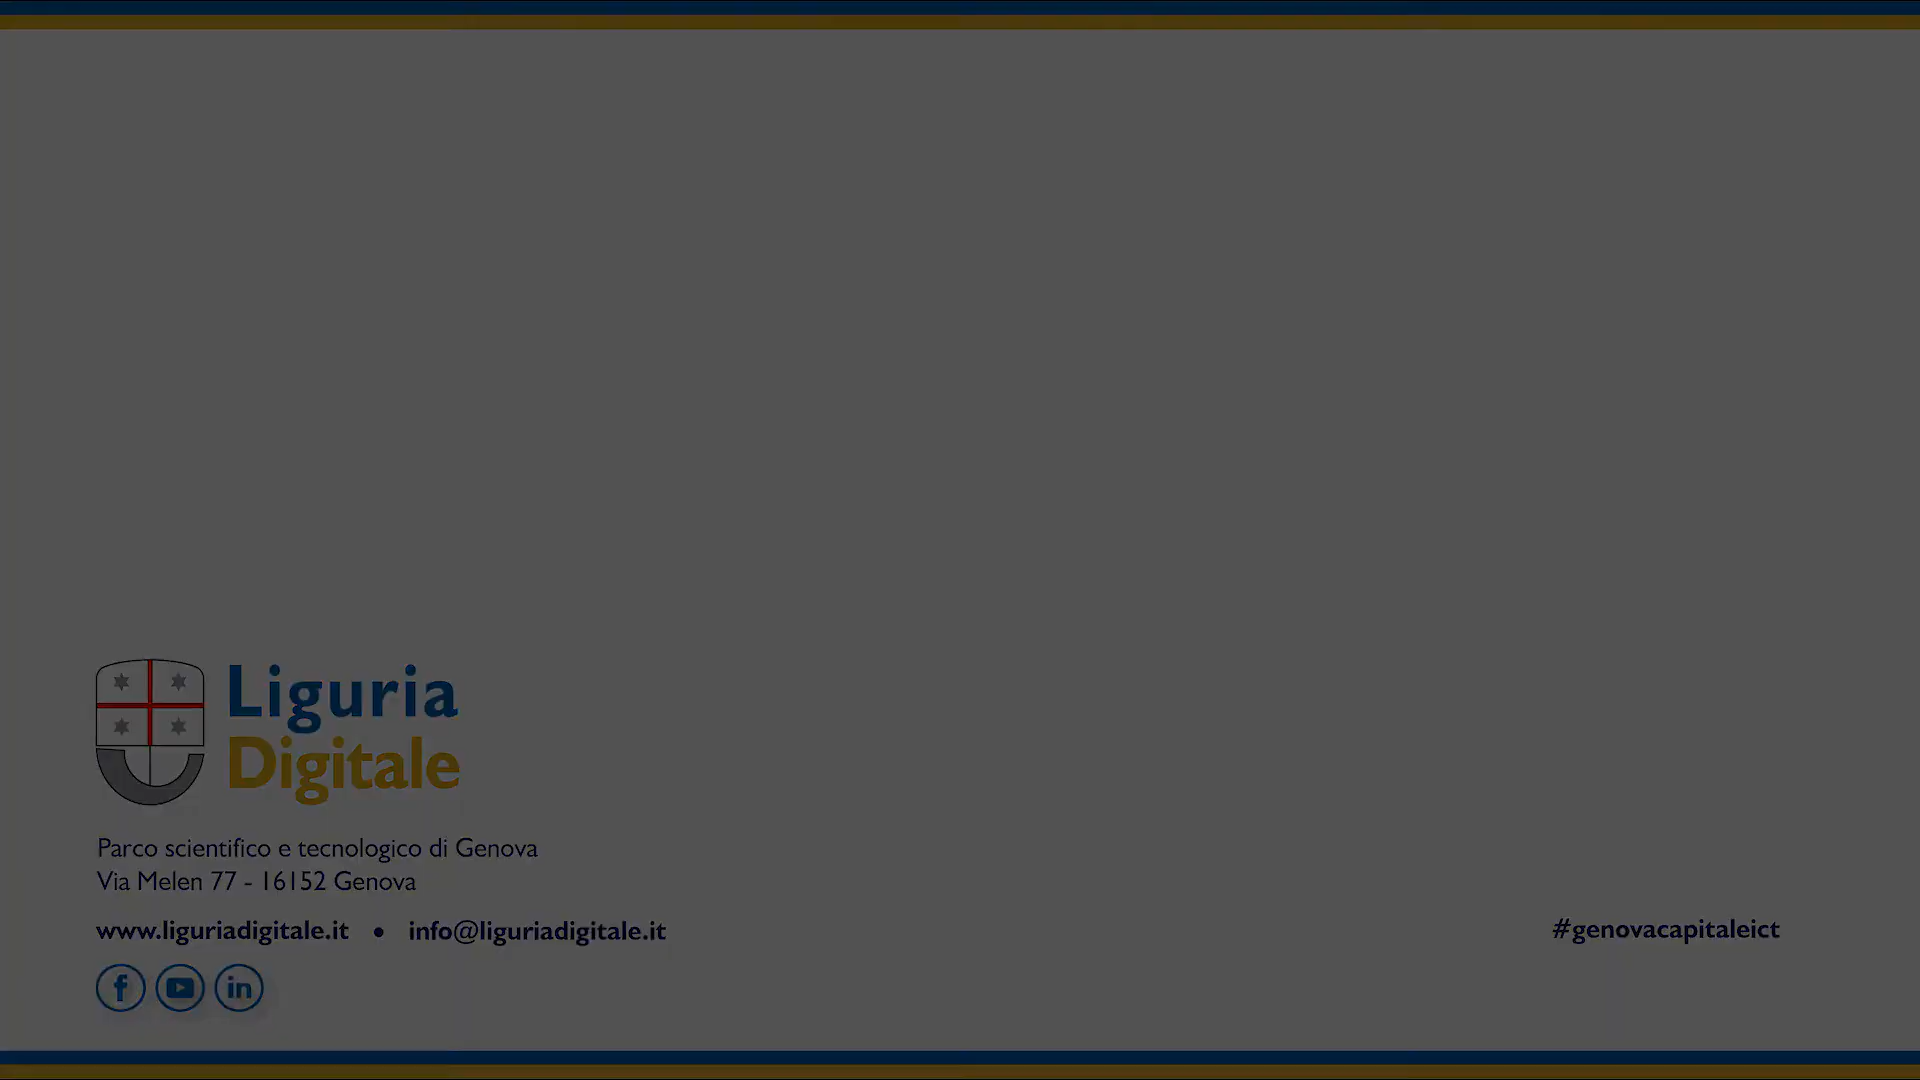 Liguria
Digitale
Parco scientifico e tecnologico di Genova
Via Melen 77 - 16152 Genova
www.liguriadigitale.it • info@liguriadigitale.it
#genovacapitaleict
f
in